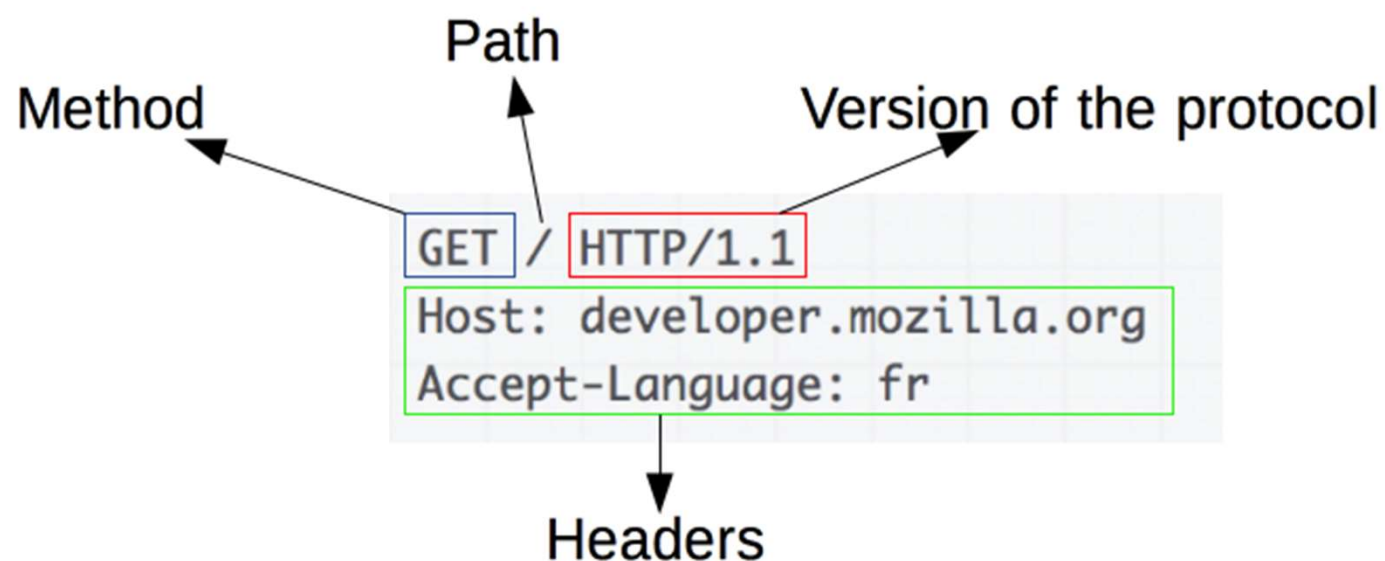 Path
Method
Version of the protocol
GET / HTTP/1.1
Host: developer.mozilla.org
Accept-Language: fr
Headers